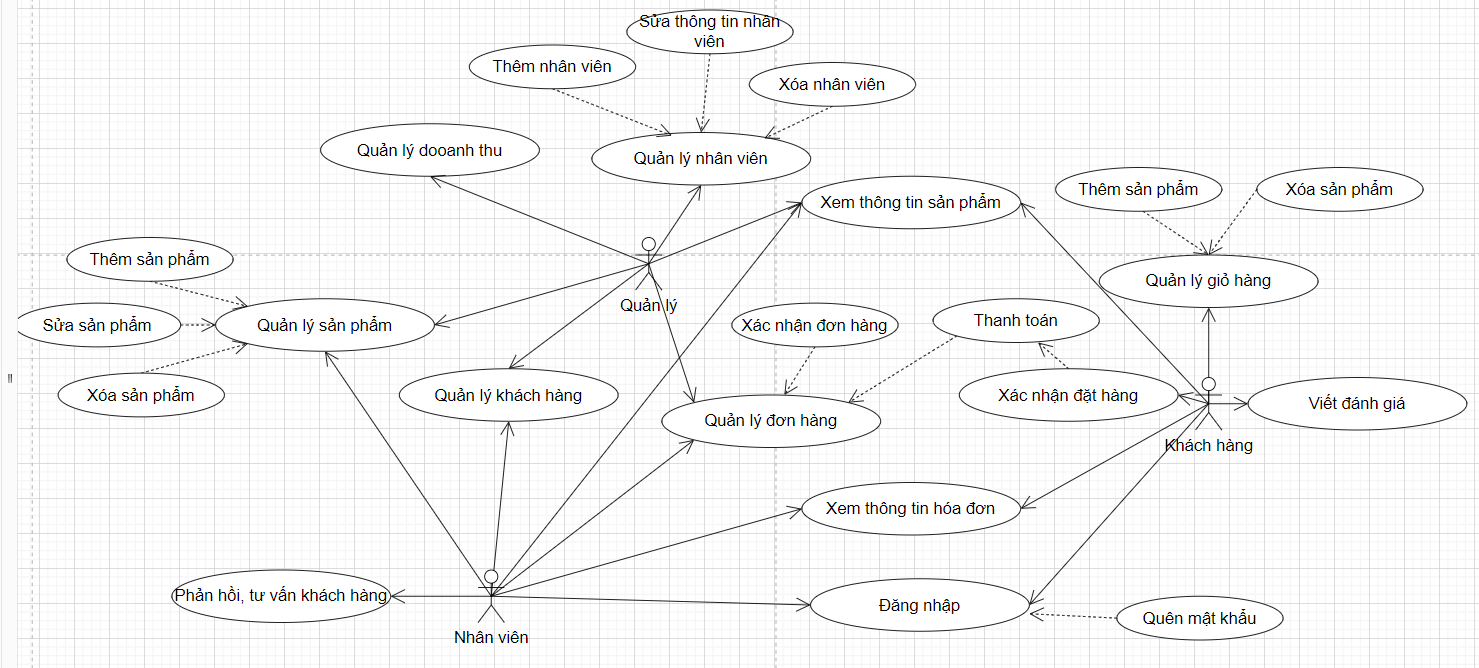 Sửa thông tin nhân
viên
Thêm nhân viên
Xóa nhân viên
Quản lý dooanh thu
Quản lý nhân viên
Xem thông tin sản phẩm
Thêm sản phẩm
Xóa sản phẩm
Thêm sản phẩm
Quản lý giỏ hàng
Quản lý
Sửa sản phẩm
Quản lý sản phẩm
Xác nhận đơn hàng
Thanh toán
Xóa sản phẩm
Quản lý khách hàng
Quản lý đơn hàng
Xác nhận đặt hàng
Viết đánh giá
Khách hàng
Xem thông tin hóa đơn
Phản hồi, tư vấn khách hàng
Nhân viên
Đăng nhập
Quên mật khẩu